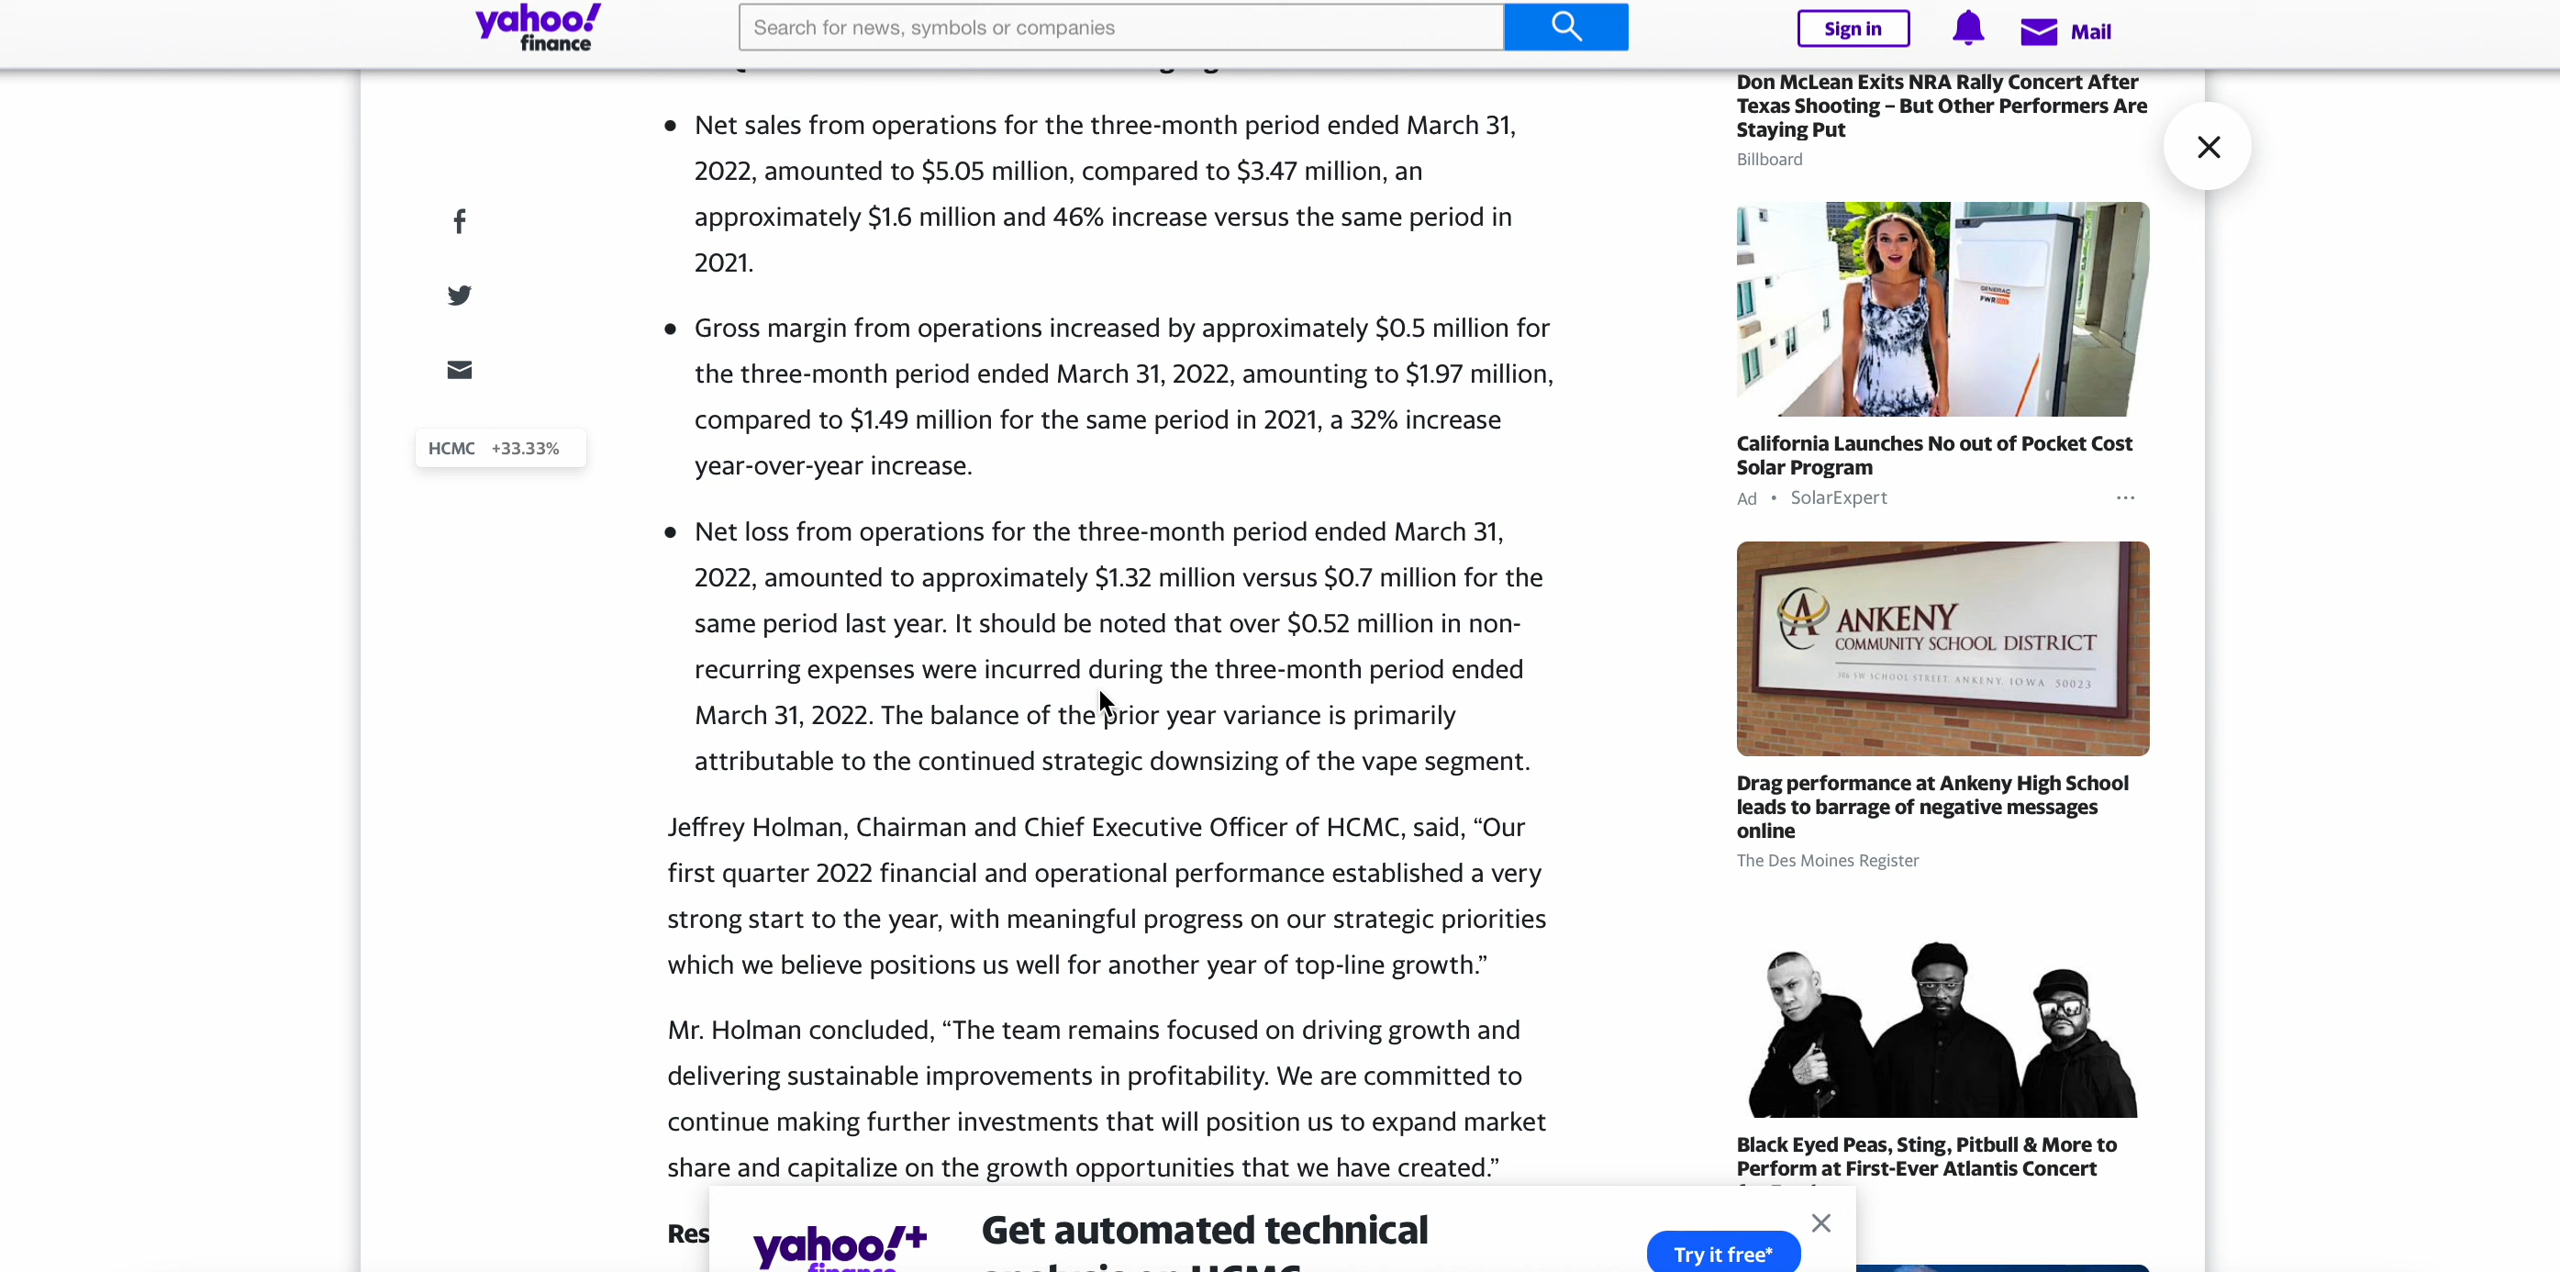 yahoo!
finance
Search for news, symbols or companies
Sign in
Mail
HCMC +33.33%
• Net sales from operations for the three-month period ended March 31,
2022, amounted to $5.05 million, compared to $3.47 million, an
approximately $1.6 million and 46% increase versus the same period in
2021.
• Gross margin from operations increased by approximately $0.5 million for
the three-month period ended March 31, 2022, amounting to $1.97 million,
compared to $1.49 million for the same period in 2021, a 32% increase
year-over-year increase.
• Net loss from operations for the three-month period ended March 31,
2022, amounted to approximately $1.32 million versus $0.7 million for the
same period last year. It should be noted that over $0.52 million in non-
recurring expenses were incurred during the three-month period ended
March 31, 2022. The balance of the prior year variance is primarily
attributable to the continued strategic downsizing of the vape segment.
Jeffrey Holman, Chairman and Chief Executive Officer of HCMC, said, “Our
first quarter 2022 financial and operational performance established a very
strong start to the year, with meaningful progress on our strategic priorities
which we believe positions us well for another year of top-line growth.”
Mr. Holman concluded, “The team remains focused on driving growth and
delivering sustainable improvements in profitability. We are committed to
continue making further investments that will position us to expand market
share and capitalize on the growth opportunities that we have created.”
Res
Don McLean Exits NRA Rally Concert After
Texas Shooting – But Other Performers Are
Staying Put
Billboard
GENERAC
PWR
California Launches No out of Pocket Cost
Solar Program
Ad • SolarExpert ...
ANKENY
COMMUNITY SCHOOL DISTRICT
306 SW SCHOOL STREET, ANKENY, IOWA 50023
Drag performance at Ankeny High School
leads to barrage of negative messages
online
The Des Moines Register
Black Eyed Peas, Sting, Pitbull & More to
Perform at First-Ever Atlantis Concert
yahoo!+
finance
Get automated technical
analysis on HCMC
Try it free*